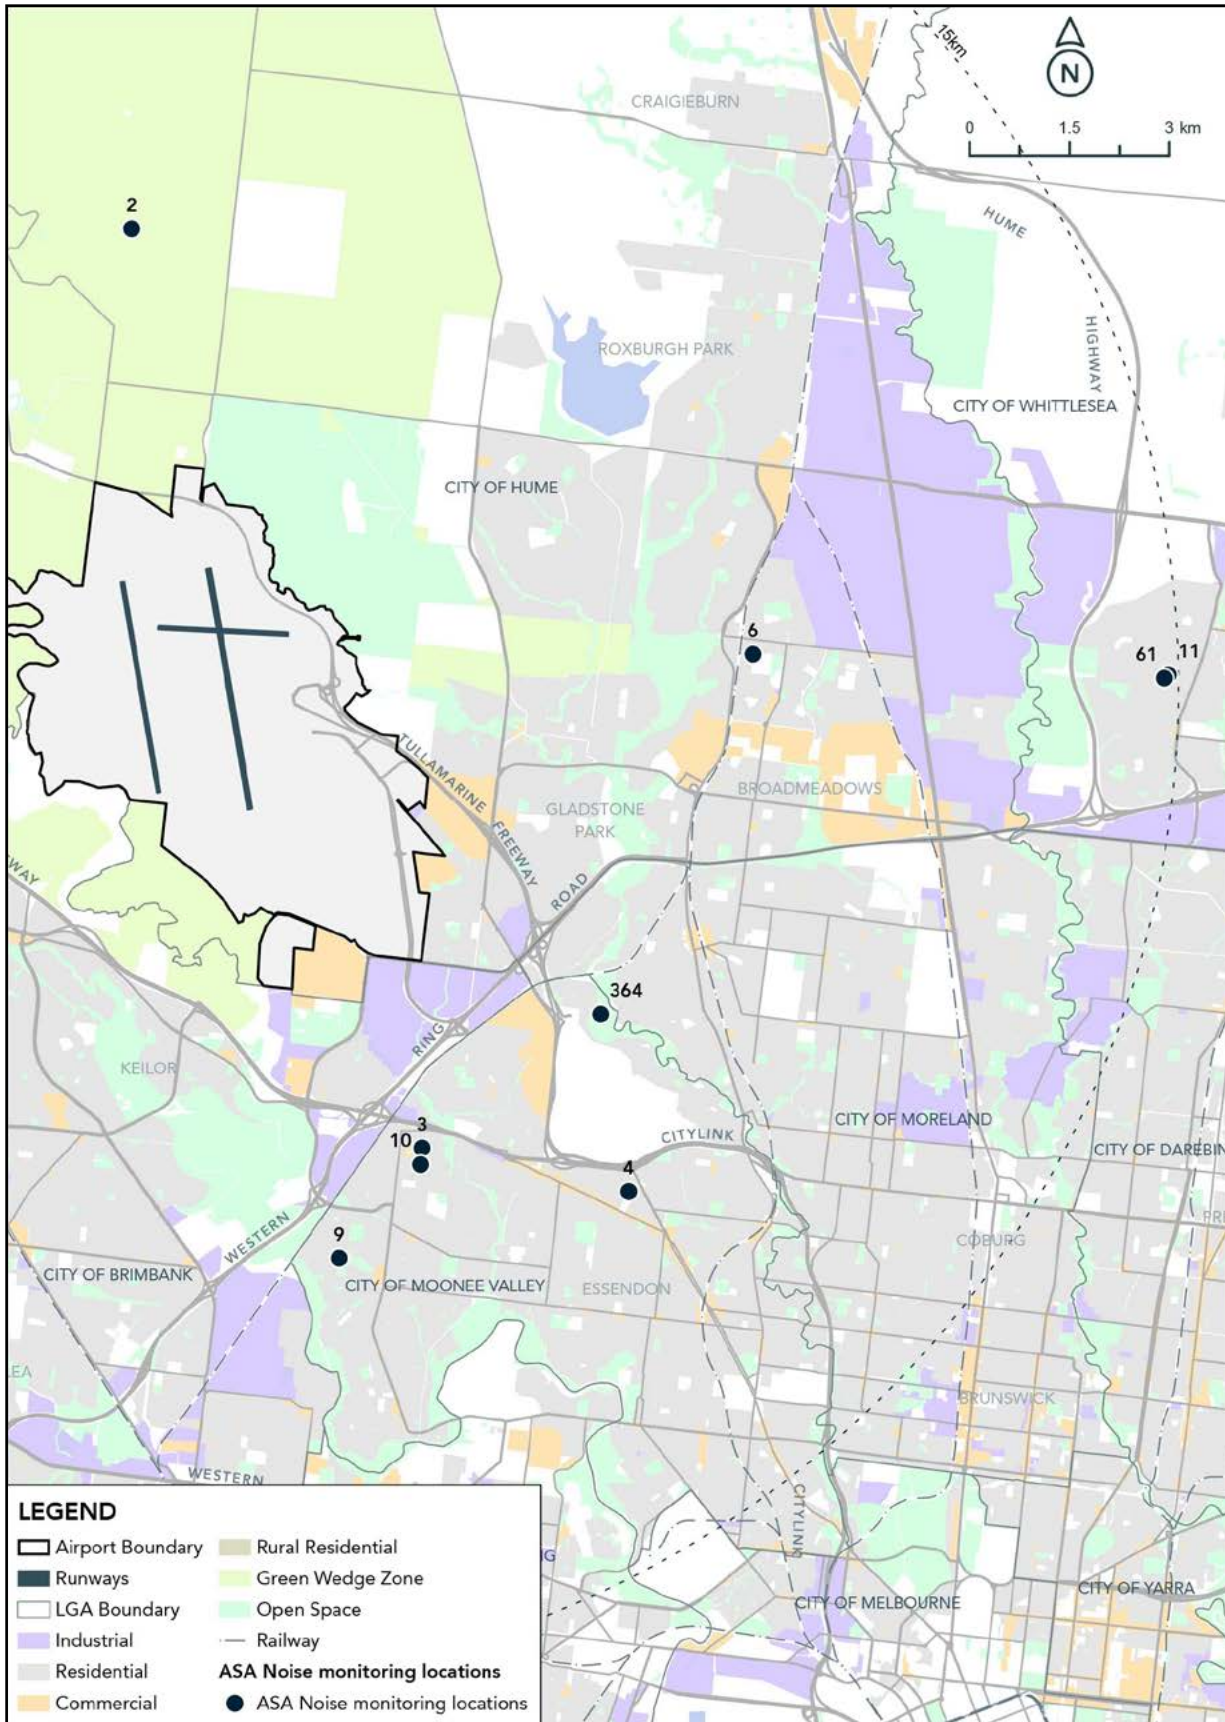 15km
N
0 1.5 3 km
CRAIGIEBURN
2
HUME
HIGHWAY
ROXBURGH PARK
CITY OF WHITTLESEA
CITY OF HUME
6
61 11
TULLAMARINE
FREEWAY
BROADMEADOWS
GLADSTONE
PARK
ROAD
WAY
364
RING
KEILOR
3
10
CITYLINK
CITY OF MORELAND
CITY OF DAREBIN
4
9
WESTERN
PRE
COBURG
CITY OF BRIMBANK
CITY OF MOONEE VALLEY
ESSENDON
LEA
BRUNSWICK
WESTERN
CITYLINK
NG
CITY OF YARRA
CITY OF MELBOURNE
LEGEND
Airport Boundary
Runways
LGA Boundary
Industrial
Residential
Commercial
Rural Residential
Green Wedge Zone
Open Space
Railway
ASA Noise monitoring locations
ASA Noise monitoring locations